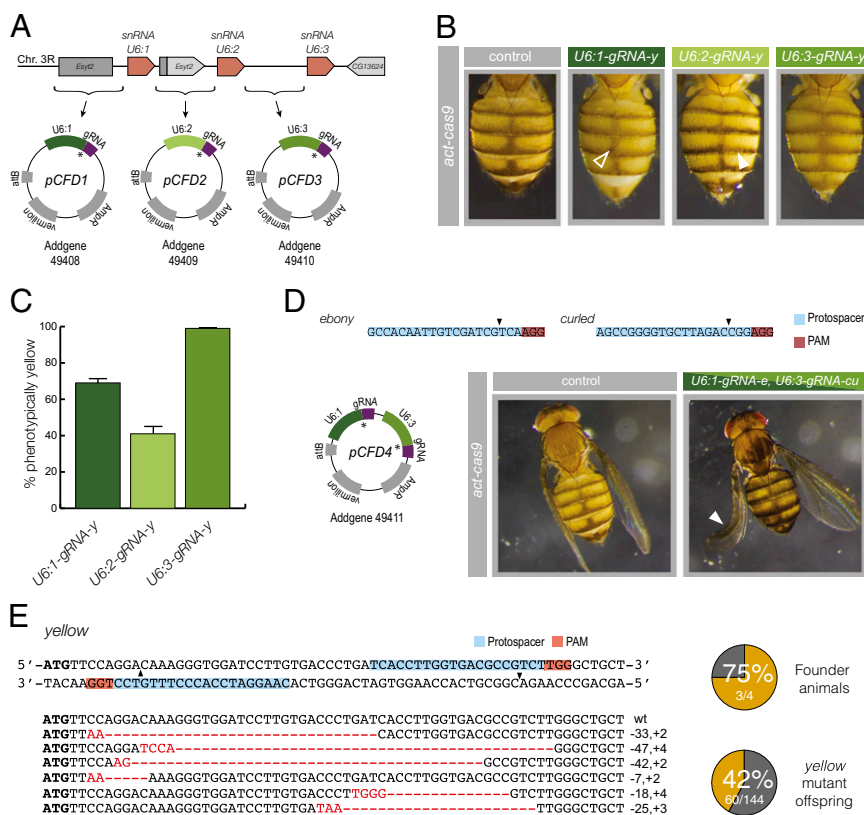 A
snRNA
U6:1
snRNA
U6:2
snRNA
U6:3
Chr. 3R
Esyt2
Esyt2
CG13624
U6:1
gRNA
*
pCFD1
attB
vermilion
AmpR
Addgene
49408
U6:2
gRNA
*
pCFD2
attB
vermilion
AmpR
Addgene
49409
U6:3
gRNA
*
pCFD3
attB
vermilion
AmpR
Addgene
49410
B
control
U6:1-gRNA-y
U6:2-gRNA-y
U6:3-gRNA-y
act-cas9
C
% phenotypically yellow
100
80
60
40
20
0
U6:1-gRNA-y
U6:2-gRNA-y
U6:3-gRNA-y
D
ebony
GCCACAATTGTCGATCGTCAAGG
curled
AGCCGGGGTGCTTAGACCGGAGG
Protospacer
PAM
U6:1
gRNA
U6:3
gRNA
*
*
pCFD4
attB
vermilion
AmpR
Addgene 49411
control
U6:1-gRNA-e, U6:3-gRNA-cu
act-cas9
E
yellow
Protospacer
PAM
5'-ATGTTCCAGGACAAAGGGTGGATCCTTGTGACCCTGATCACCTTGGTGACGCCGTCTTGGGCTGCT-3'
3'-TACAAGGTCCTGTTTCCCACCTAGGAACACTGGGACTAGTGGAACCACTGCGGCAGAACCCGACGA-5'
ATGTTCCAGGACAAAGGGTGGATCCTTGTGACCCTGATCACCTTGGTGACGCCGTCTTGGGCTGCT wt
ATGTTAA---------------------------------CACCTTGGTGACGCCGTCTTGGGCTGCT -33,+2
ATGTTCCAGGATCCA-----------------------------------------------GGGCTGCT -47,+4
ATGTTCCAAG------------------------------------------GCCGTCTTGGGCTGCT -42,+2
ATGTTAA-----AAAGGGTGGATCCTTGTGACCCTGATCACCTTGGTGACGCCGTCTTGGGCTGCT -7,+2
ATGTTCCAGGACAAAGGGTGGATCCTTGTGACCCTTGGG------------------GTCTTGGGCTGCT -18,+4
ATGTTCCAGGACAAAGGGTGGATCCTTGTGATAA-------------------------TTGGGCTGCT -25,+3
75%
3/4
Founder
animals
42%
60/144
yellow
mutant
offspring